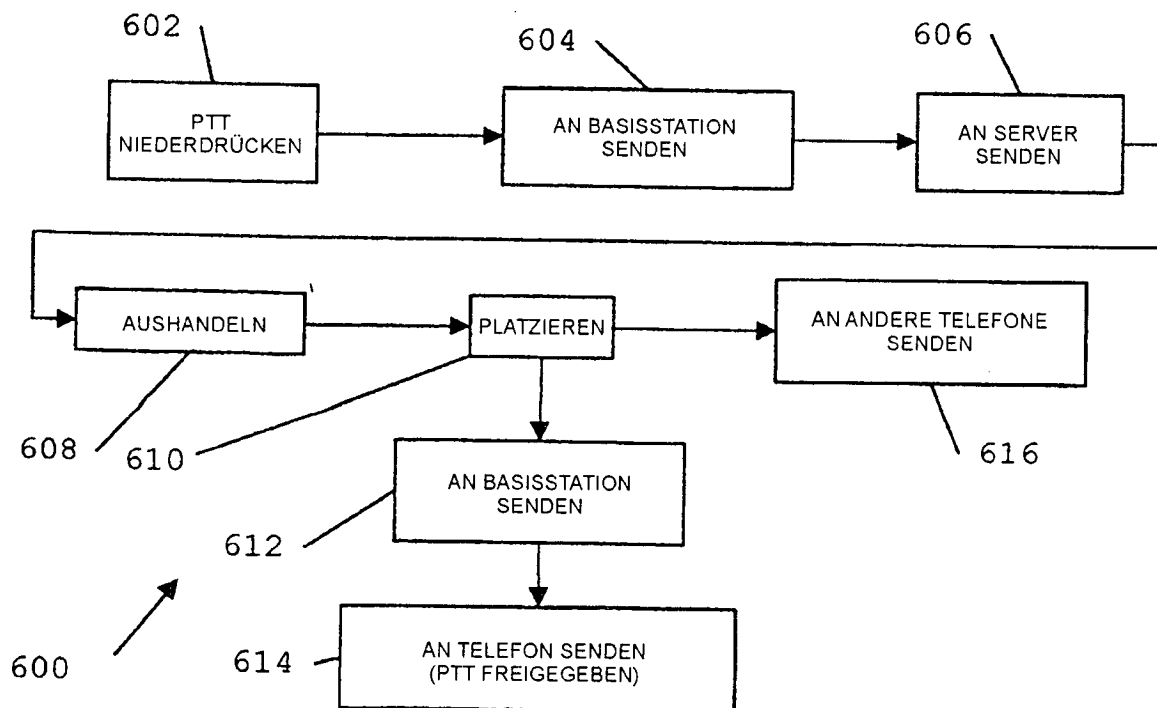 602
604
606
PTT
NIEDERDRÜCKEN
AN BASISSTATION
SENDEN
AN SERVER
SENDEN
AUSHANDELN
PLATZIEREN
AN ANDERE TELEFONE
SENDEN
608
610
616
AN BASISSTATION
SENDEN
612
600
614
AN TELEFON SENDEN
(PTT FREIGEGEBEN)